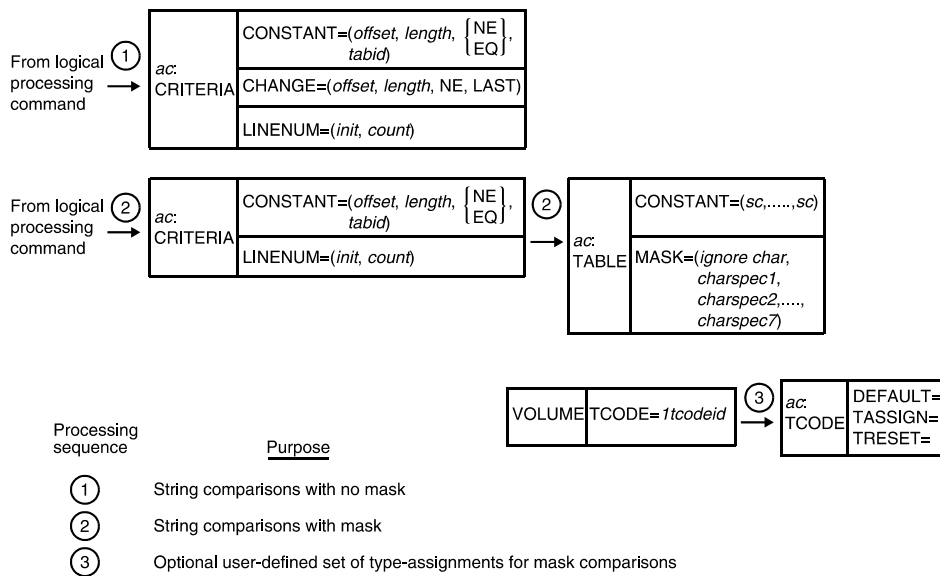 From logical
processing
command
1
ac:
CRITERIA
CONSTANT=(offset, length, {NE
EQ},
tabid)
CHANGE=(offset, length, NE, LAST)
LINENUM=(init, count)
From logical
processing
command
2
ac:
CRITERIA
CONSTANT=(offset, length, {NE
EQ},
tabid)
LINENUM=(init, count)
2
ac:
TABLE
CONSTANT=(sc,.....,sc)
MASK=(ignore char,
charspec1,
charspec2,....,
charspec7)
VOLUME
TCODE=1tcodeid
3
ac:
TCODE
DEFAULT=
TASSIGN=
TRESET=
Processing
sequence
Purpose
1 String comparisons with no mask
2 String comparisons with mask
3 Optional user-defined set of type-assignments for mask comparisons